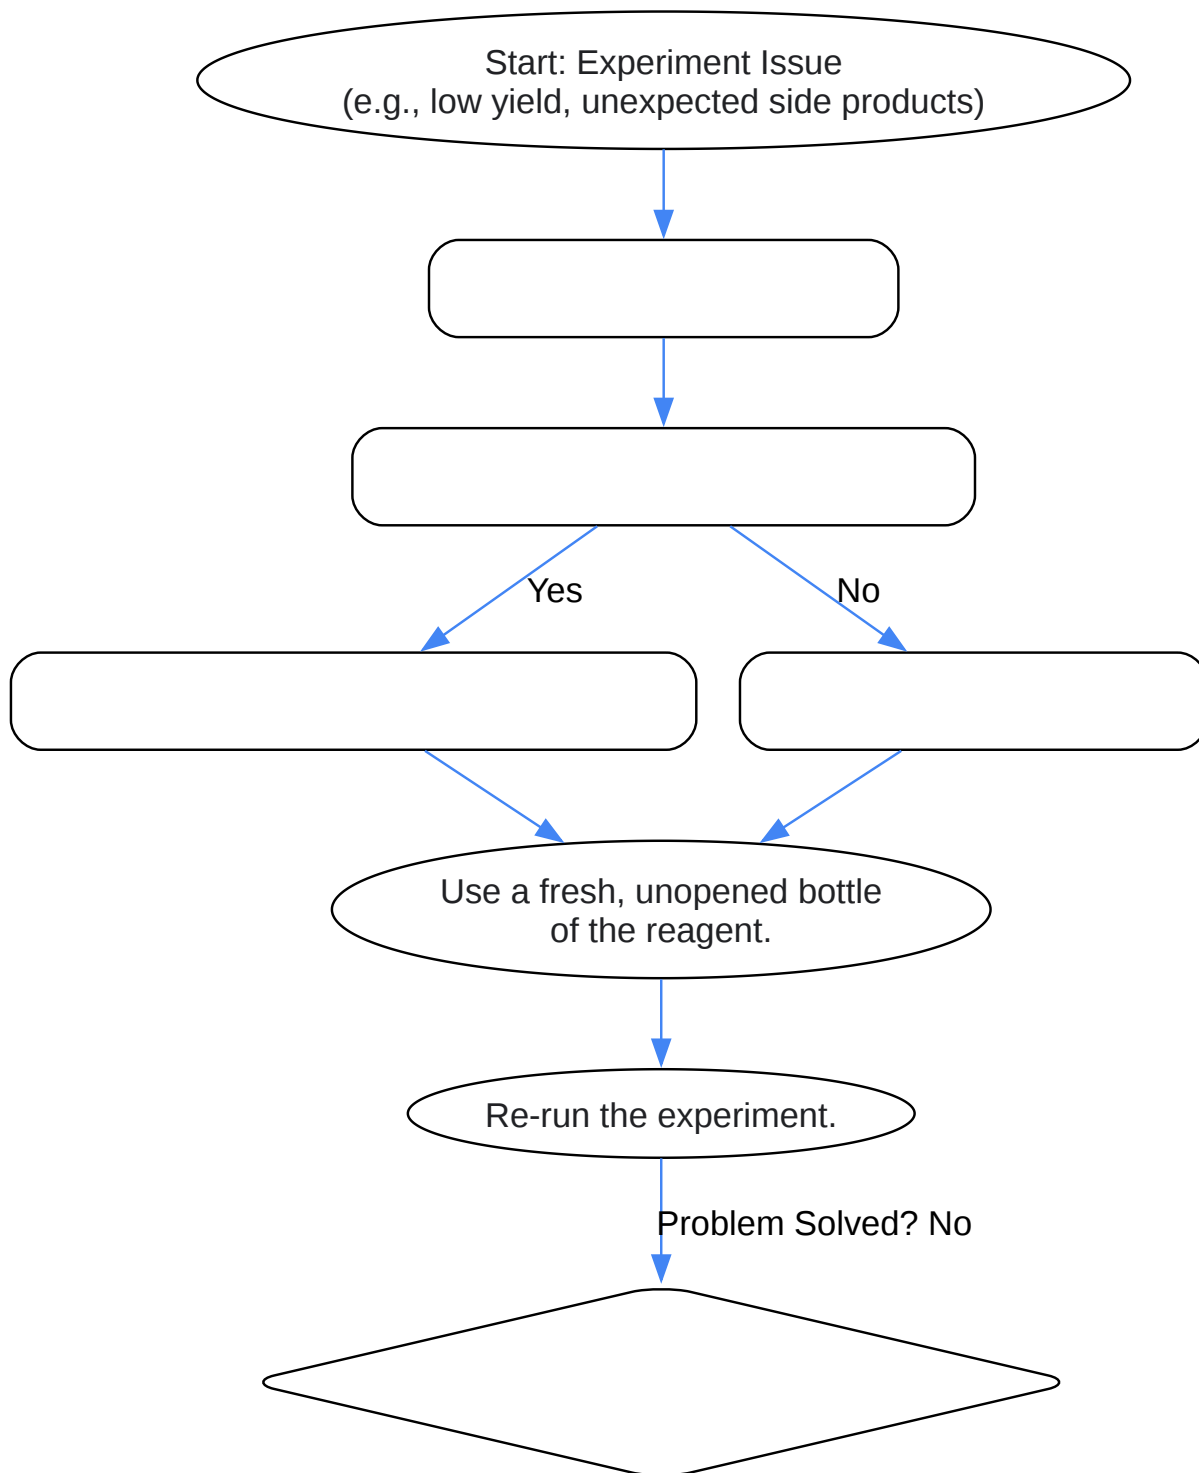 Start: Experiment Issue
(e.g., low yield, unexpected side products)
Yes
No
Use a fresh, unopened bottle
of the reagent.
Re-run the experiment.
Problem Solved? No